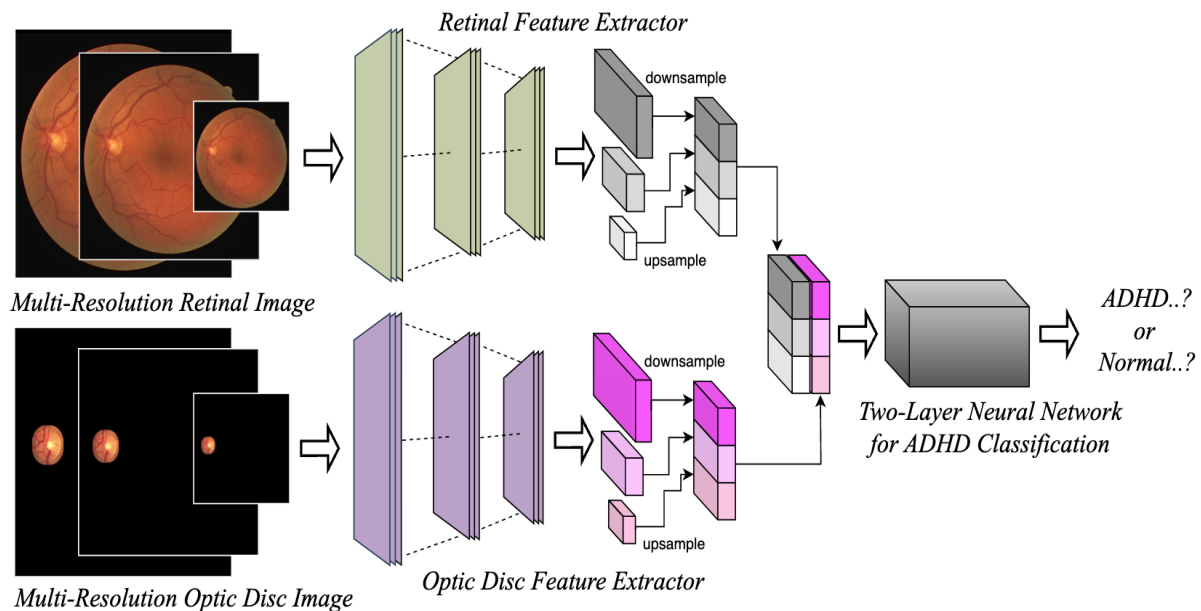 Retinal Feature Extractor
downsample
upsample
Multi-Resolution Retinal Image
ADHD..?
or
Normal..?
downsample
Two-Layer Neural Network
for ADHD Classification
upsample
Optic Disc Feature Extractor
Multi-Resolution Optic Disc Image